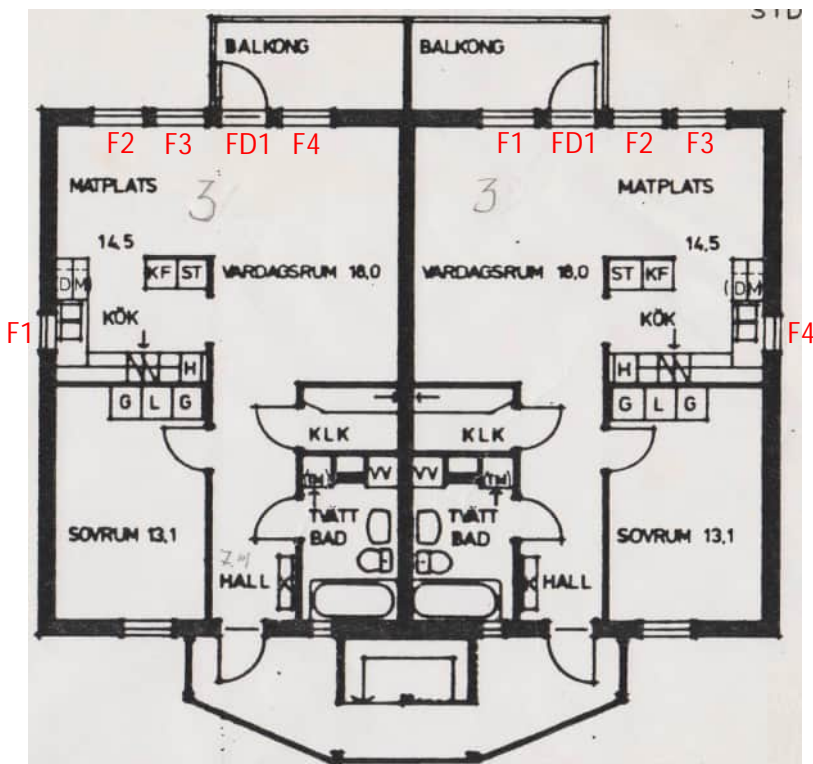 STD
BALKONG BALKONG
F2 F3 FD1 F4 F1 FD1 F2 F3
MATPLATS 3 3 MATPLATS
14,5 14,5
KF ST VARDAGSRUM 18,0 VARDAGSRUM 18,0 ST KF
(DM) (DM)
F1 KÖK KÖK F4
H H
G L G G L G
KLK KLK
(TM) VV VV (TM)
TVÄTT TVÄTT
BAD BAD
SOVRUM 13,1 SOVRUM 13,1
HALL HALL